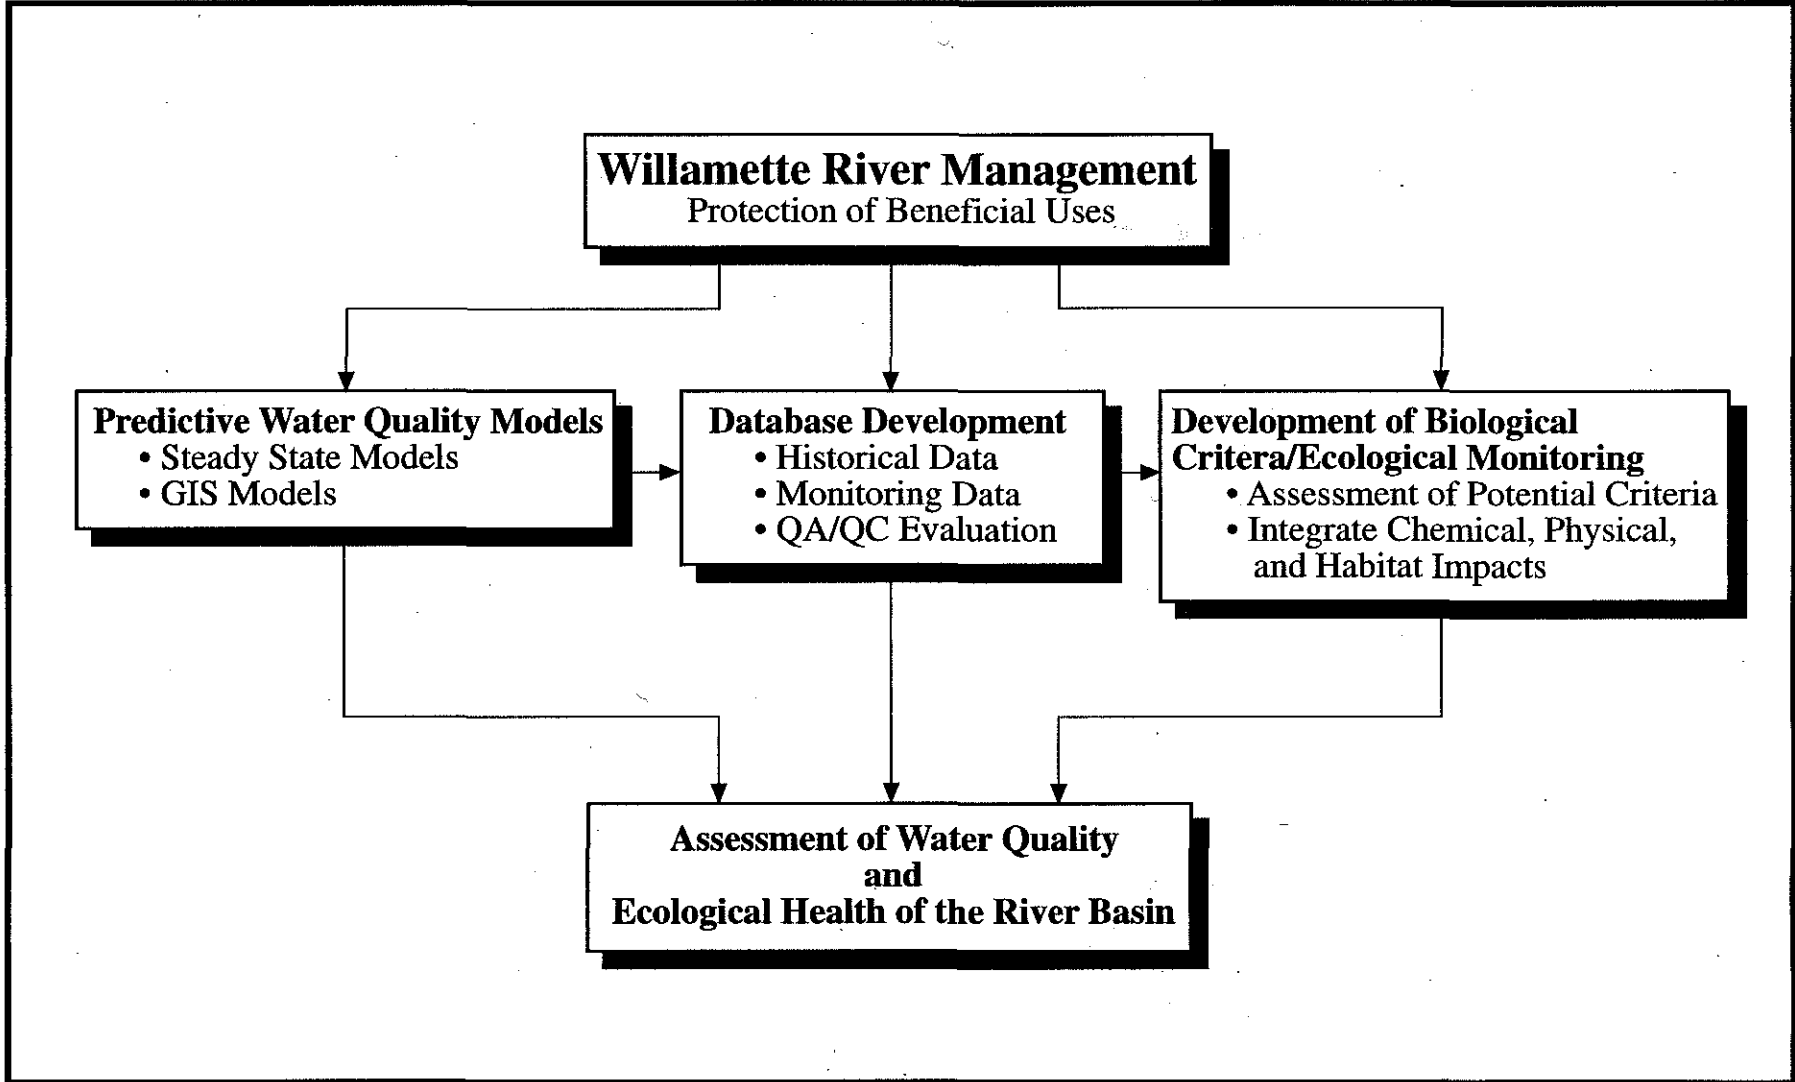 Willamette River Management
Protection of Beneficial Uses
Predictive Water Quality Models
• Steady State Models
• GIS Models
Database Development
• Historical Data
• Monitoring Data
• QA/QC Evaluation
Development of Biological
Critera/Ecological Monitoring
• Assessment of Potential Criteria
• Integrate Chemical, Physical,
and Habitat Impacts
Assessment of Water Quality
and
Ecological Health of the River Basin